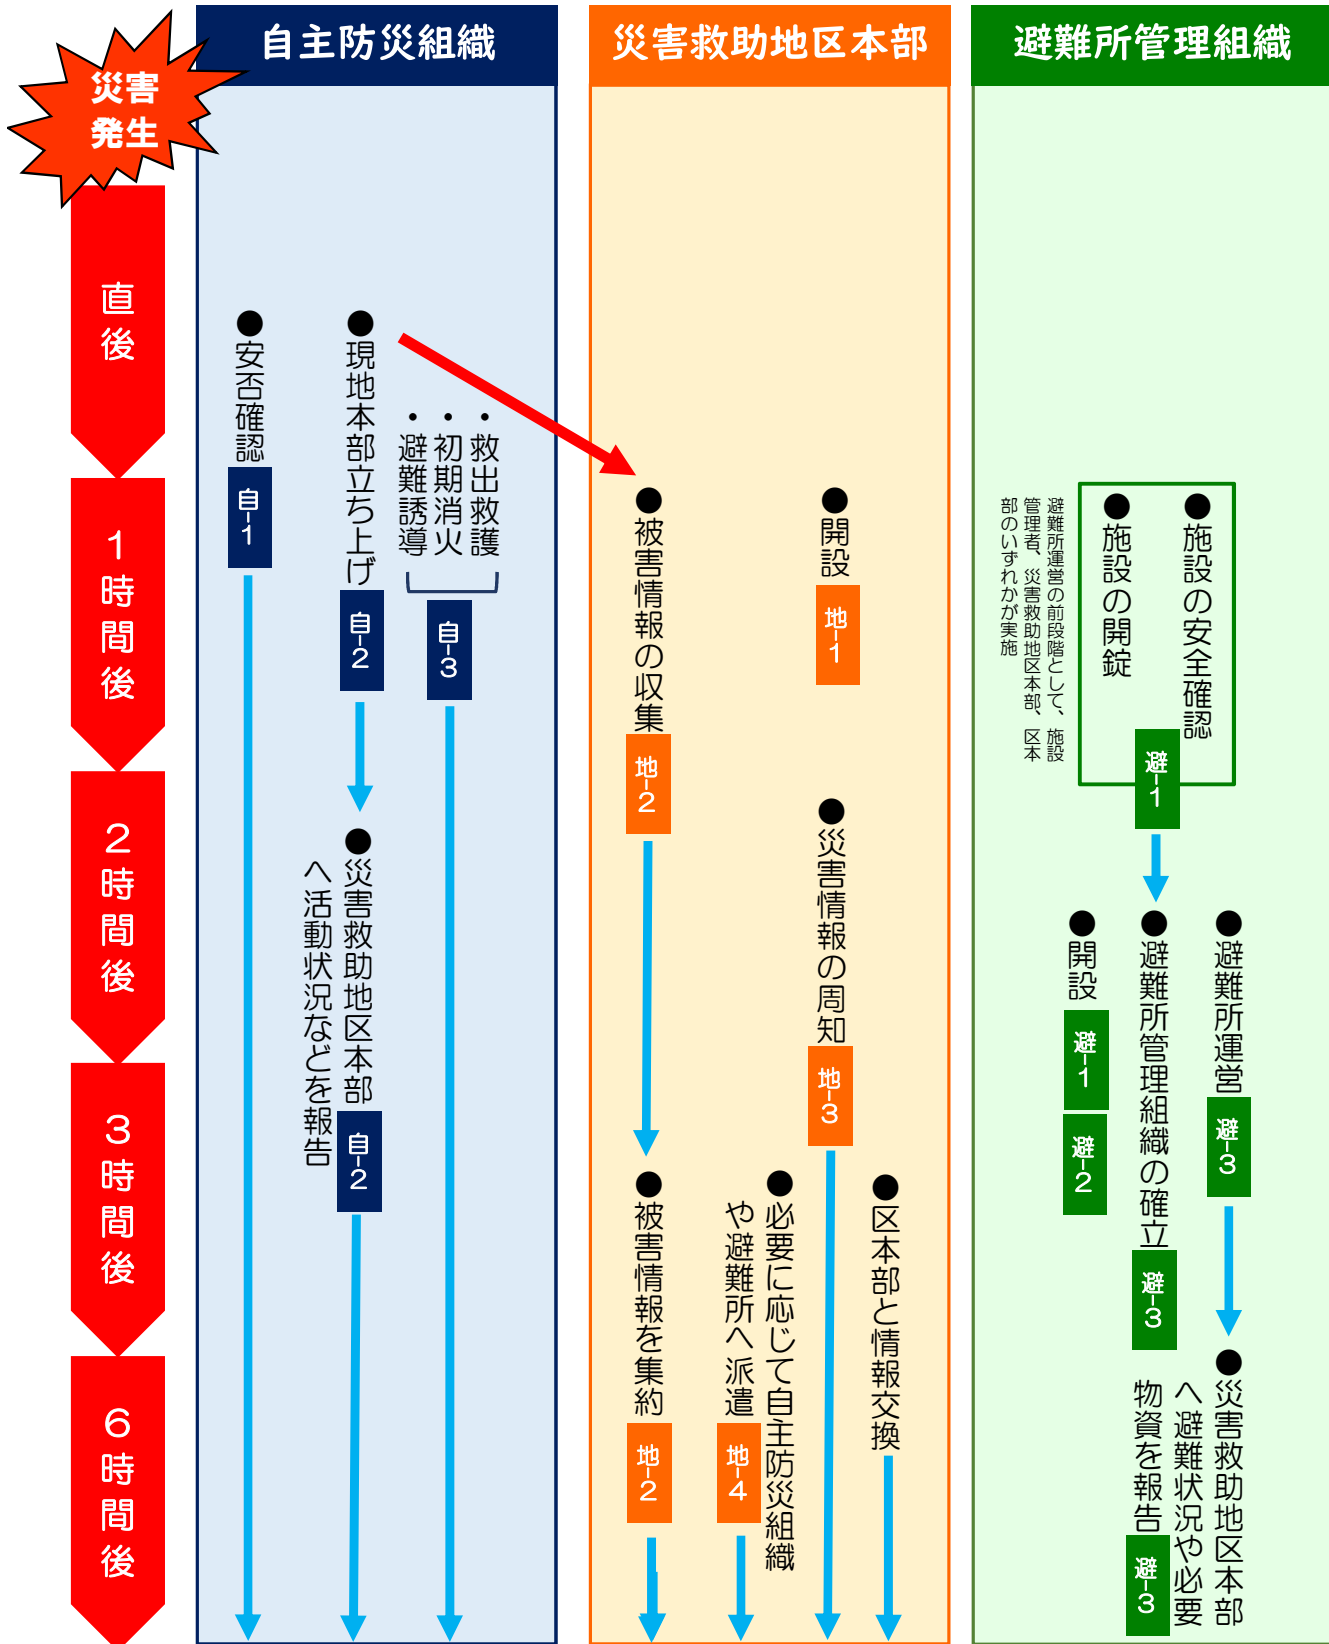 災害
発生
直後
1時間後
2時間後
3時間後
6時間後
自主防災組織
●安否確認
自-1
●現地本部立ち上げ
自-2
・救出救護
・初期消火
・避難誘導
自-3
●災害救助地区本部
へ活動状況などを報告
自-2
災害救助地区本部
●開設
地-1
●被害情報の収集
地-2
●災害情報の周知
地-3
●区本部と情報交換
●必要に応じて自主防災組織
や避難所へ派遣
地-4
●被害情報を集約
地-2
避難所管理組織
●施設の安全確認
●施設の開錠
避-1
避難所運営の前段階として、施設
管理者、災害救助地区本部、区本
部のいずれかが実施
●避難所運営
避-3
●避難所管理組織の確立
避-3
●開設
避-1
避-2
●災害救助地区本部
へ避難状況や必要
物資を報告
避-3